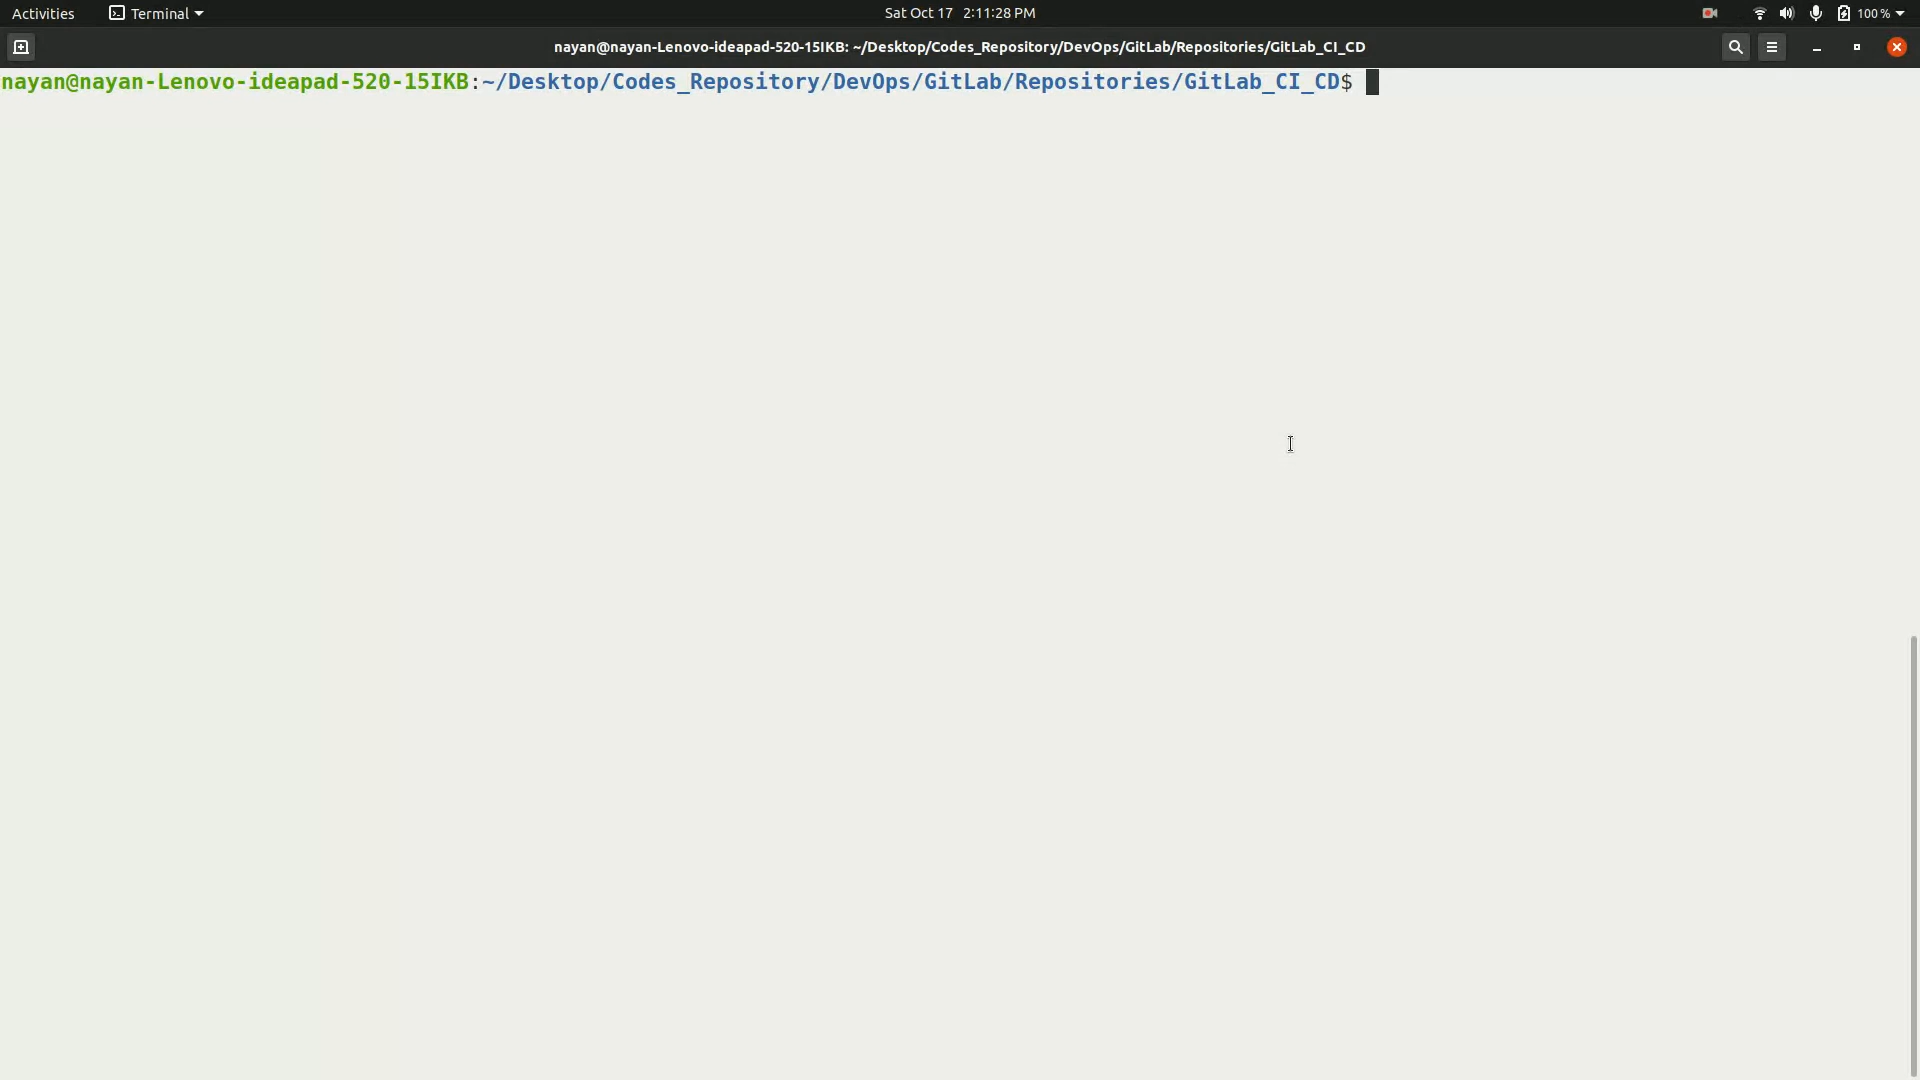 Activities Terminal Sat Oct 17 2:11:28 PM 100 %
nayan@nayan-Lenovo-ideapad-520-15IKB: ~/Desktop/Codes_Repository/DevOps/GitLab/Repositories/GitLab_CI_CD
nayan@nayan-Lenovo-ideapad-520-15IKB:~/Desktop/Codes_Repository/DevOps/GitLab/Repositories/GitLab_CI_CD$